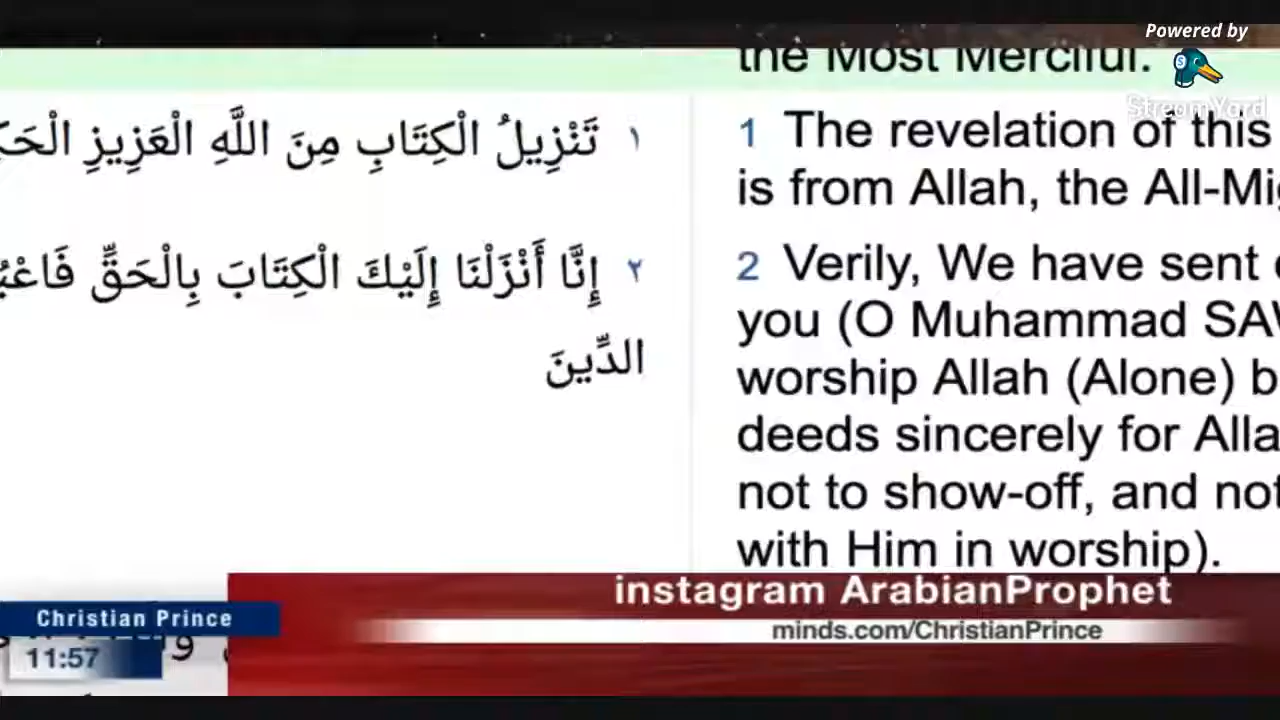 Powered by
StreamYard
the Most Merciful.
١ تَنْزِيلُ الْكِتَابِ مِنَ اللَّهِ الْعَزِيزِ
1 The revelation of this
is from Allah, the
٢ إِنَّا أَنْزَلْنَا إِلَيْكَ الْكِتَابَ بِالْحَقِّ
الدِّينَ
2 Verily, We have sent
you (O Muhammad
worship Allah (Alone)
deeds sincerely for
not to show-off, and
with Him in worship).
instagram ArabianProphet
minds.com/ChristianPrince
Christian Prince
11:57